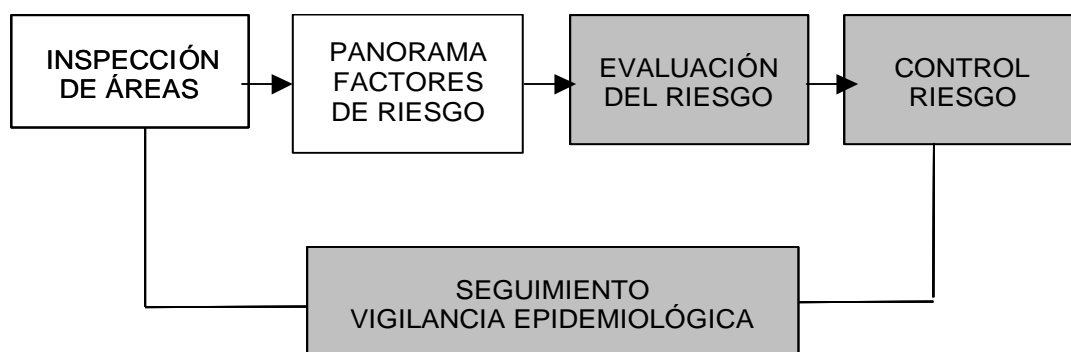 INSPECCIÓN
DE ÁREAS
PANORAMA
FACTORES
DE RIESGO
EVALUACIÓN
DEL RIESGO
CONTROL
RIESGO
SEGUIMIENTO
VIGILANCIA EPIDEMIOLÓGICA